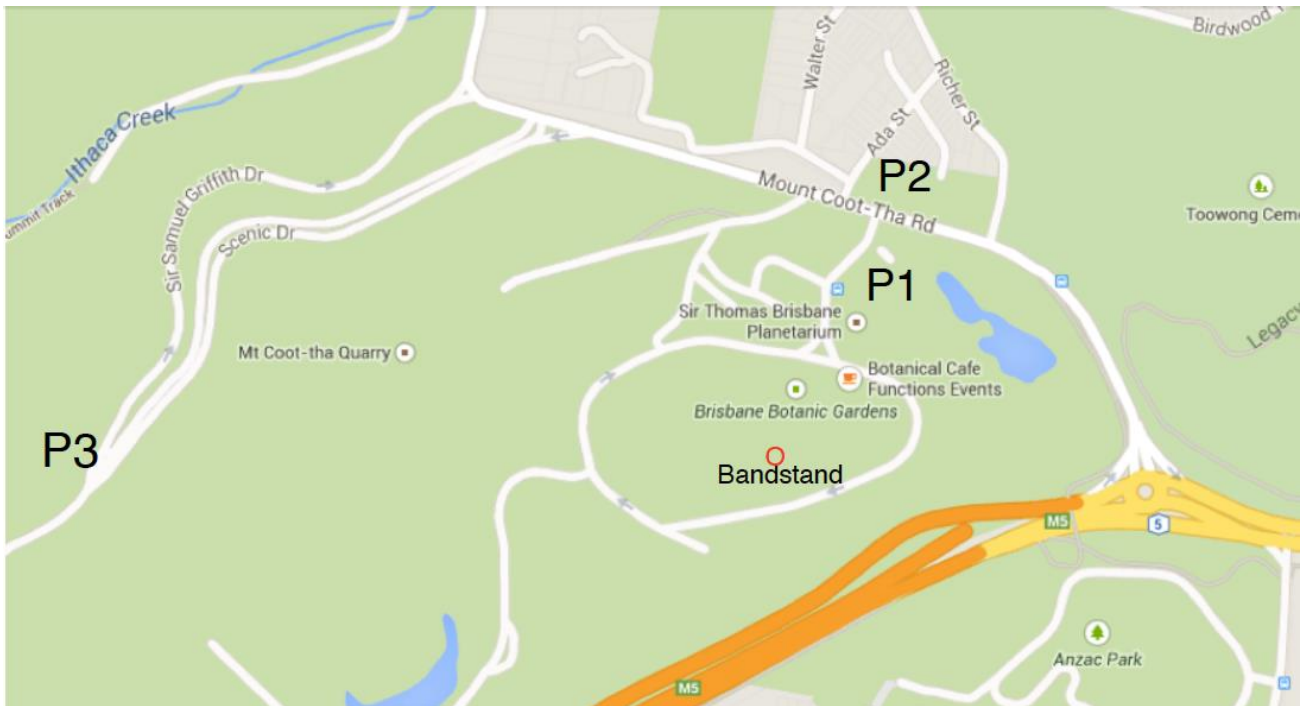 Birdwood T
Walter St
Richer St
Ithaca Creek
Ada St
P2
Mount Coot-Tha Rd
Toowong Ceme
ummit Track
Sir Samuel Griffith Dr
Scenic Dr
P1
Sir Thomas Brisbane
Planetarium
Legacy
Mt Coot-tha Quarry
Botanical Cafe
Functions Events
Brisbane Botanic Gardens
P3
Bandstand
M5
5
Anzac Park
M5